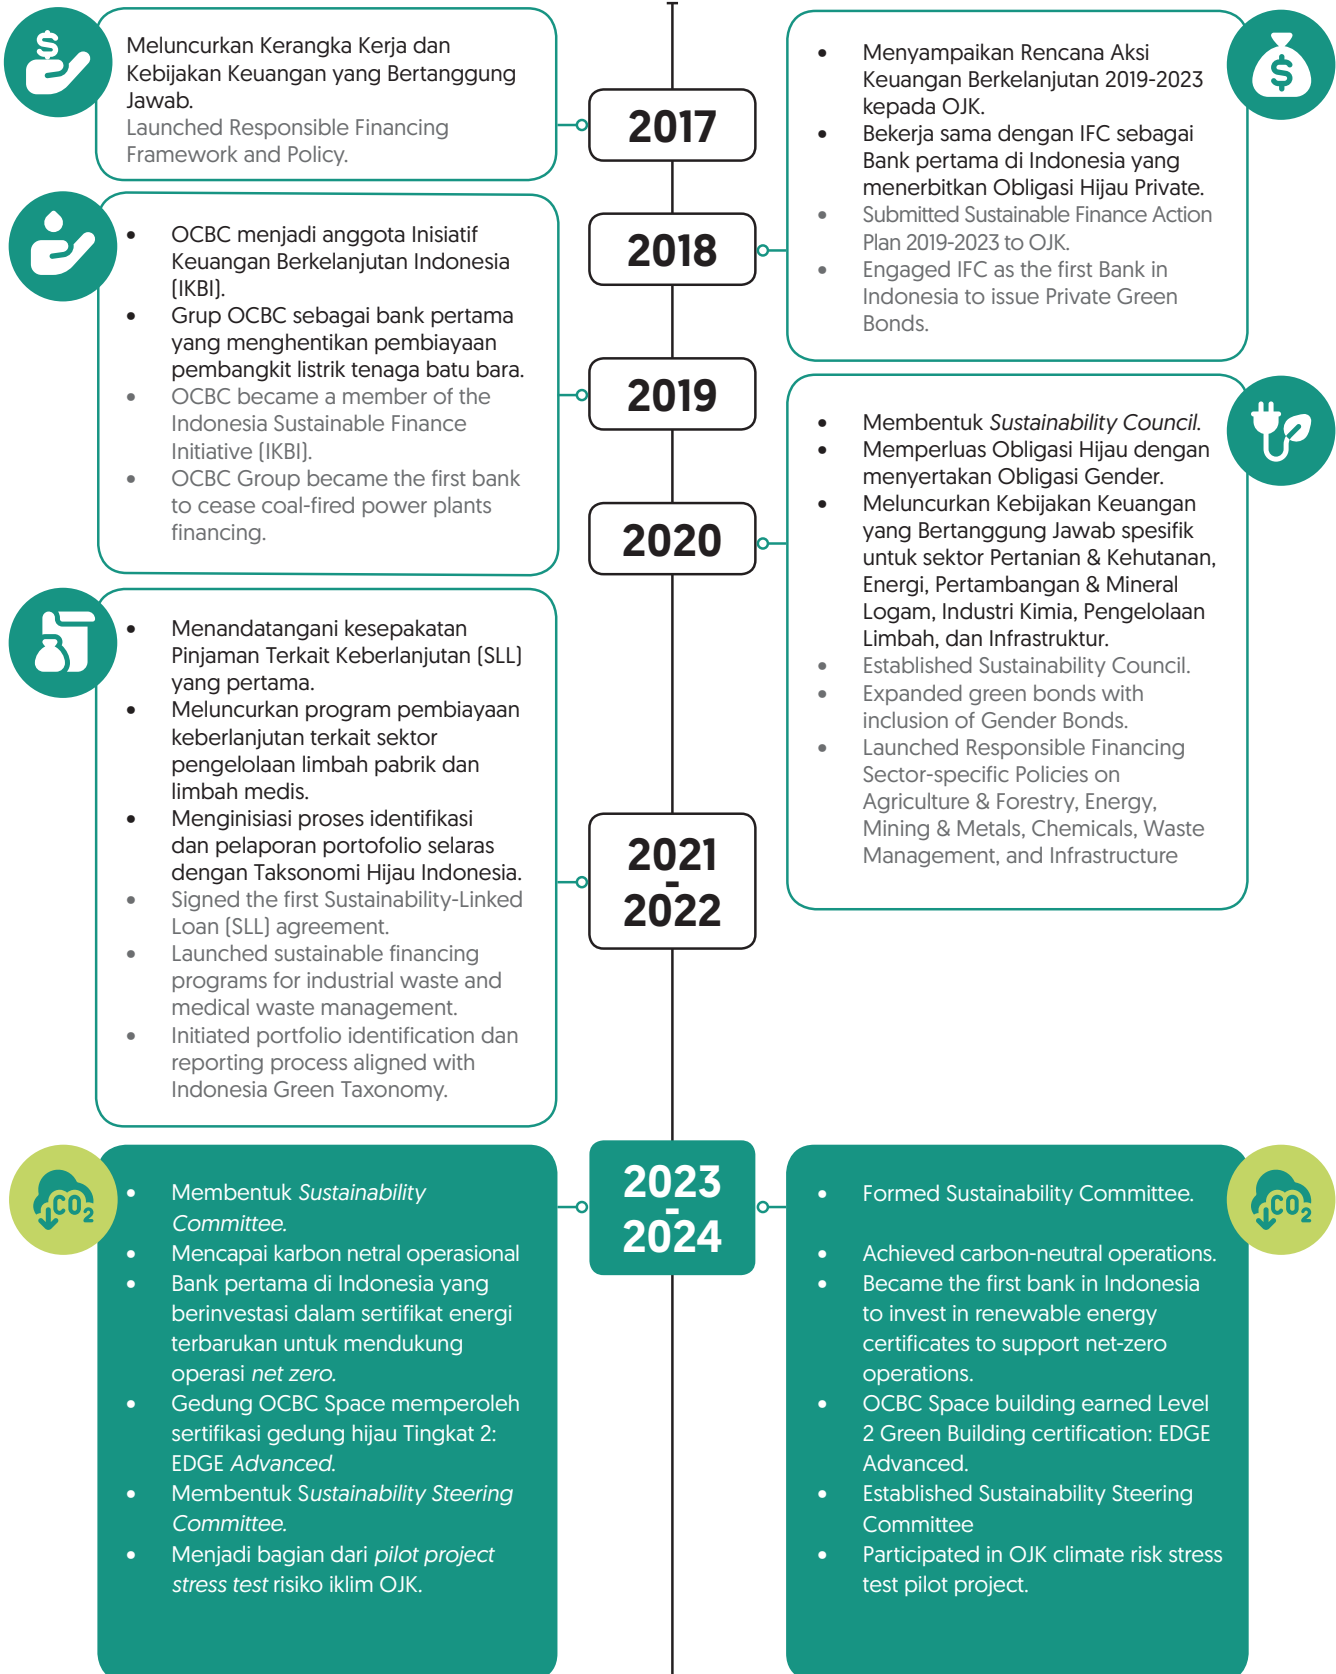 Meluncurkan Kerangka Kerja dan
Kebijakan Keuangan yang Bertanggung
Jawab.
Launched Responsible Financing
Framework and Policy.
2017
• Menyampaikan Rencana Aksi
Keuangan Berkelanjutan 2019-2023
kepada OJK.
• Bekerja sama dengan IFC sebagai
Bank pertama di Indonesia yang
menerbitkan Obligasi Hijau Private.
• Submitted Sustainable Finance Action
Plan 2019-2023 to OJK.
• Engaged IFC as the first Bank in
Indonesia to issue Private Green
Bonds.
2018
• OCBC menjadi anggota Inisiatif
Keuangan Berkelanjutan Indonesia
(IKBI).
• Grup OCBC sebagai bank pertama
yang menghentikan pembiayaan
pembangkit listrik tenaga batu bara.
• OCBC became a member of the
Indonesia Sustainable Finance
Initiative (IKBI).
• OCBC Group became the first bank
to cease coal-fired power plants
financing.
2019
• Membentuk Sustainability Council.
• Memperluas Obligasi Hijau dengan
menyertakan Obligasi Gender.
• Meluncurkan Kebijakan Keuangan
yang Bertanggung Jawab spesifik
untuk sektor Pertanian & Kehutanan,
Energi, Pertambangan & Mineral
Logam, Industri Kimia, Pengelolaan
Limbah, dan Infrastruktur.
• Established Sustainability Council.
• Expanded green bonds with
inclusion of Gender Bonds.
• Launched Responsible Financing
Sector-specific Policies on
Agriculture & Forestry, Energy,
Mining & Metals, Chemicals, Waste
Management, and Infrastructure
2020
• Menandatangani kesepakatan
Pinjaman Terkait Keberlanjutan (SLL)
yang pertama.
• Meluncurkan program pembiayaan
keberlanjutan terkait sektor
pengelolaan limbah pabrik dan
limbah medis.
• Menginisiasi proses identifikasi
dan pelaporan portofolio selaras
dengan Taksonomi Hijau Indonesia.
• Signed the first Sustainability-Linked
Loan (SLL) agreement.
• Launched sustainable financing
programs for industrial waste and
medical waste management.
• Initiated portfolio identification dan
reporting process aligned with
Indonesia Green Taxonomy.
2021
-
2022
CO2
• Membentuk Sustainability
Committee.
• Mencapai karbon netral operasional
• Bank pertama di Indonesia yang
berinvestasi dalam sertifikat energi
terbarukan untuk mendukung
operasi net zero.
• Gedung OCBC Space memperoleh
sertifikasi gedung hijau Tingkat 2:
EDGE Advanced.
• Membentuk Sustainability Steering
Committee.
• Menjadi bagian dari pilot project
stress test risiko iklim OJK.
2023
-
2024
CO2
• Formed Sustainability Committee.
• Achieved carbon-neutral operations.
• Became the first bank in Indonesia
to invest in renewable energy
certificates to support net-zero
operations.
• OCBC Space building earned Level
2 Green Building certification: EDGE
Advanced.
• Established Sustainability Steering
Committee
• Participated in OJK climate risk stress
test pilot project.